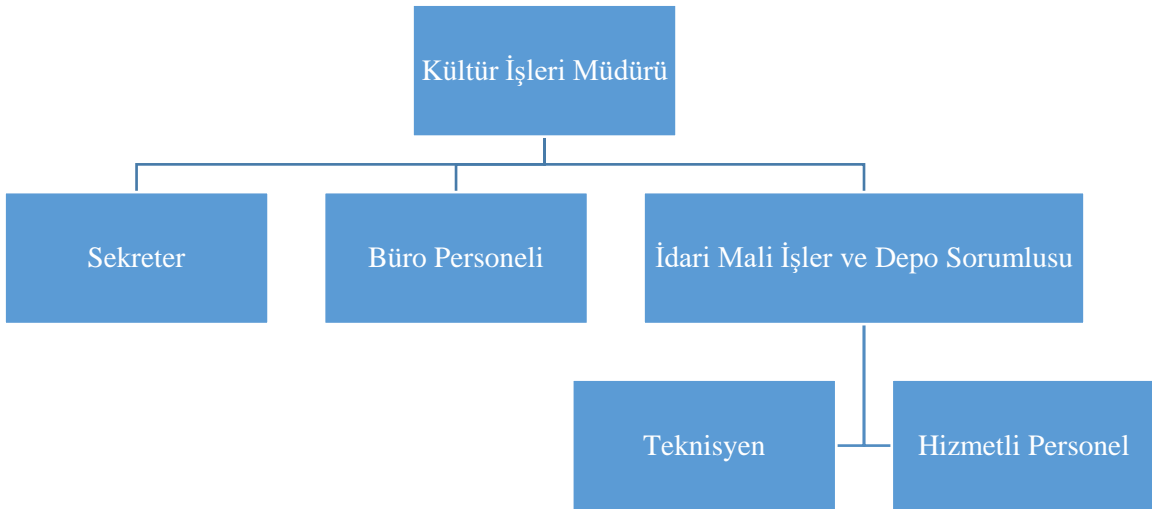 Kültür İşleri Müdürü
Sekreter
Büro Personeli
İdari Mali İşler ve Depo Sorumlusu
Teknisyen
Hizmetli Personel